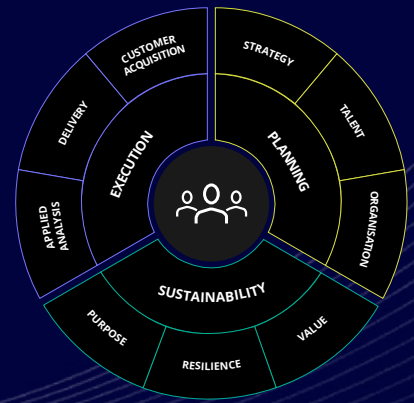 CUSTOMER
ACQUISITION
STRATEGY
DELIVERY
TALENT
EXECUTION
PLANNING
APPLIED
ANALYSIS
ORGANISATION
SUSTAINABILITY
PURPOSE
RESILIENCE
VALUE